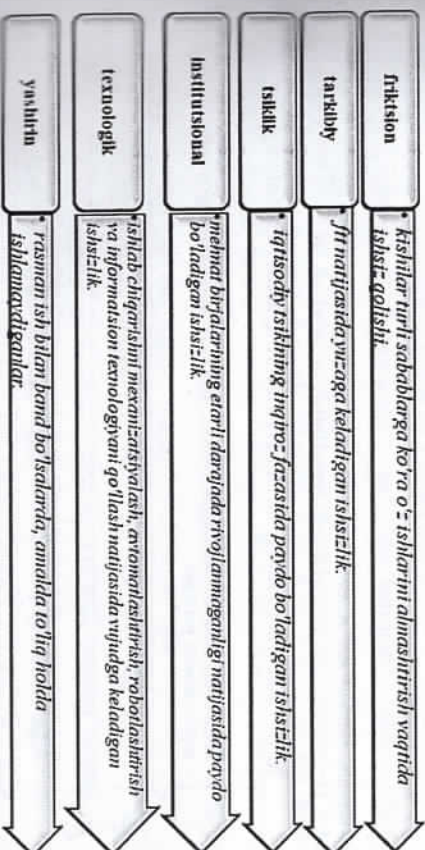 friktsion
• kishilar turli sabablarga ko'ra o'z ishlarini almashtirish vaqtida
ishsiz qolishi.
tarkibiy
• ftt natijasida yuzaga keladigan ishsizlik.
tsiklik
• iqtisodiy tsiklning inqiroz fazasida paydo bo'ladigan ishsizlik.
institutsional
• mehnat birjalarining etarli darajada rivojlanmaganligi natijasida paydo
bo'ladigan ishsizlik.
texnologik
• ishlab chiqarishni mexanizatsiyalash, avtomatlashtirish, robotlashtirish
va informatsion texnologiyani qo'llash natijasida vujudga keladigan
ishsizlik.
yashirin
• rasman ish bilan band bo'lsalarda, amalda to'liq holda
ishlamaydiganlar.